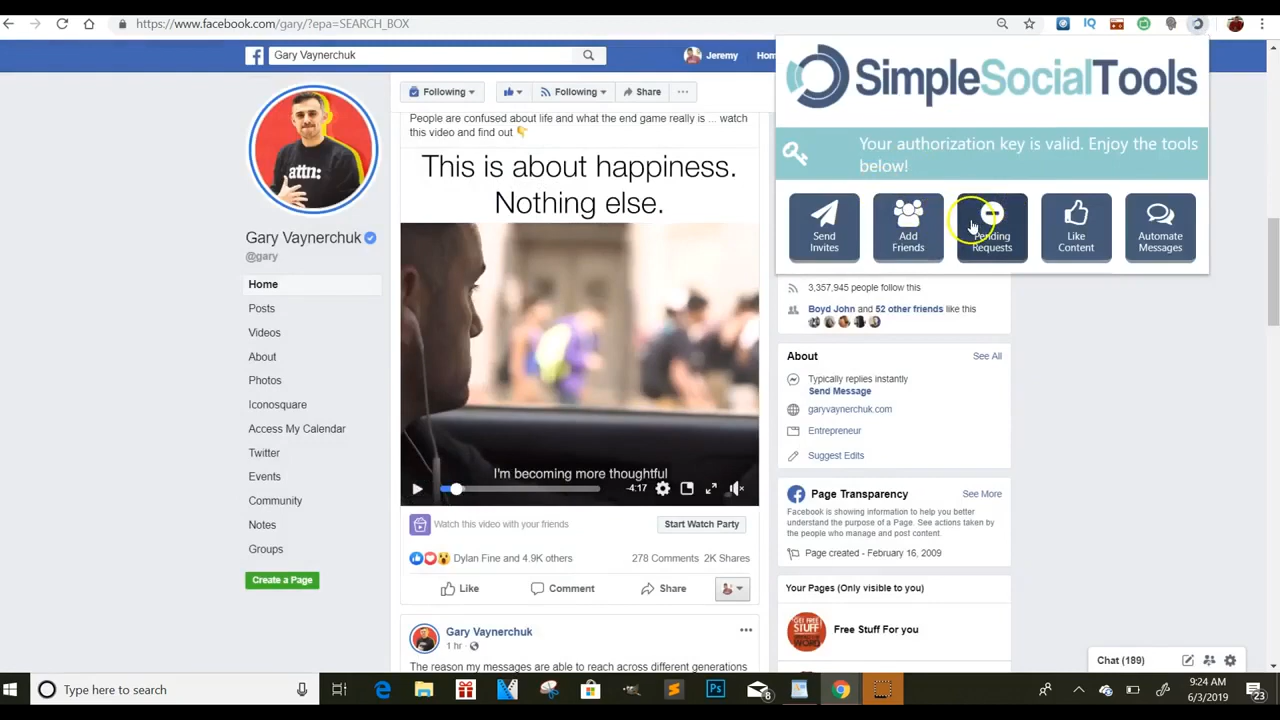 https://www.facebook.com/gary/?epa=SEARCH_BOX
Gary Vaynerchuk
Jeremy
SimpleSocialTools
Your authorization key is valid. Enjoy the tools
below!
Send
Invites
Add
Friends
Pending
Requests
Like
Content
Automate
Messages
Following
Following
Share
People are confused about life and what the end game really is ... watch
this video and find out
This is about happiness.
Nothing else.
attn:
I'm becoming more thoughtful
-4:17
Watch this video with your friends
Start Watch Party
Dylan Fine and 4.9K others
278 Comments 2K Shares
Like
Comment
Share
Gary Vaynerchuk
1 hr
The reason my messages are able to reach across different generations
Gary Vaynerchuk
@gary
Home
Posts
Videos
About
Photos
Iconosquare
Access My Calendar
Twitter
Events
Community
Notes
Groups
Create a Page
3,357,945 people follow this
Boyd John and 52 other friends like this
About
See All
Typically replies instantly
Send Message
garyvaynerchuk.com
Entrepreneur
Suggest Edits
Page Transparency
See More
Facebook is showing information to help you better
understand the purpose of a Page. See actions taken by
the people who manage and post content.
Page created - February 16, 2009
Your Pages (Only visible to you)
Free Stuff For you
Chat (189)
Type here to search
8
9:24 AM
6/3/2019
23